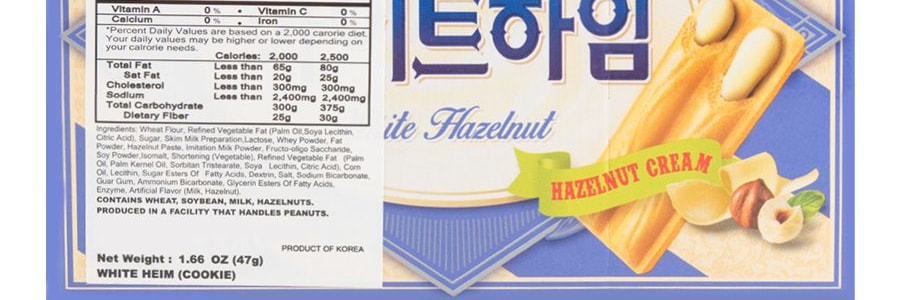 Vitamin A 0% • Vitamin C 0%
Calcium 0% • Iron 0%
*Percent Daily Values are based on a 2,000 carorie diet.
Your daily values may be higher or lower depending on
your calrorie needs.
Calories: 2,000 2,500
Total Fat Less than 65g 80g
Sat Fat Less than 20g 25g
Cholesterol Less than 300mg 300mg
Sodium Less than 2,400mg 2,400mg
Total Carbohydrate 300g 375g
Dietary Fiber 25g 30g
Ingredients: Wheat Flour, Refined Vegetable Fat (Palm Oil,Soya Lecithin,
Citric Acid), Sugar, Skim Milk Preparation,Lactose, Whey Powder, Fat
Powder, Hazelnut Paste, Imitation Milk Powder, Fructo-oligo Saccharide,
Soy Powder,Isomalt, Shortening (Vegetable), Refined Vegetable Fat (Palm
Oil, Palm Kernel Oil, Sorbitan Tristearate, Soya Lecithin, Citric Acid), Corn
Oil, Lecithin, Sugar Esters Of Fatty Acids, Dextrin, Salt, Sodium Bicarbonate,
Guar Gum, Ammonium Bicarbonate, Glycerin Esters Of Fatty Acids,
Enzyme, Artificial Flavor (Milk, Hazelnut).
CONTAINS WHEAT, SOYBEAN, MILK, HAZELNUTS.
PRODUCED IN A FACILITY THAT HANDLES PEANUTS.
PRODUCT OF KOREA
Net Weight : 1.66 OZ (47g)
WHITE HEIM (COOKIE)
트하임
ite Hazelnut
HAZELNUT CREAM